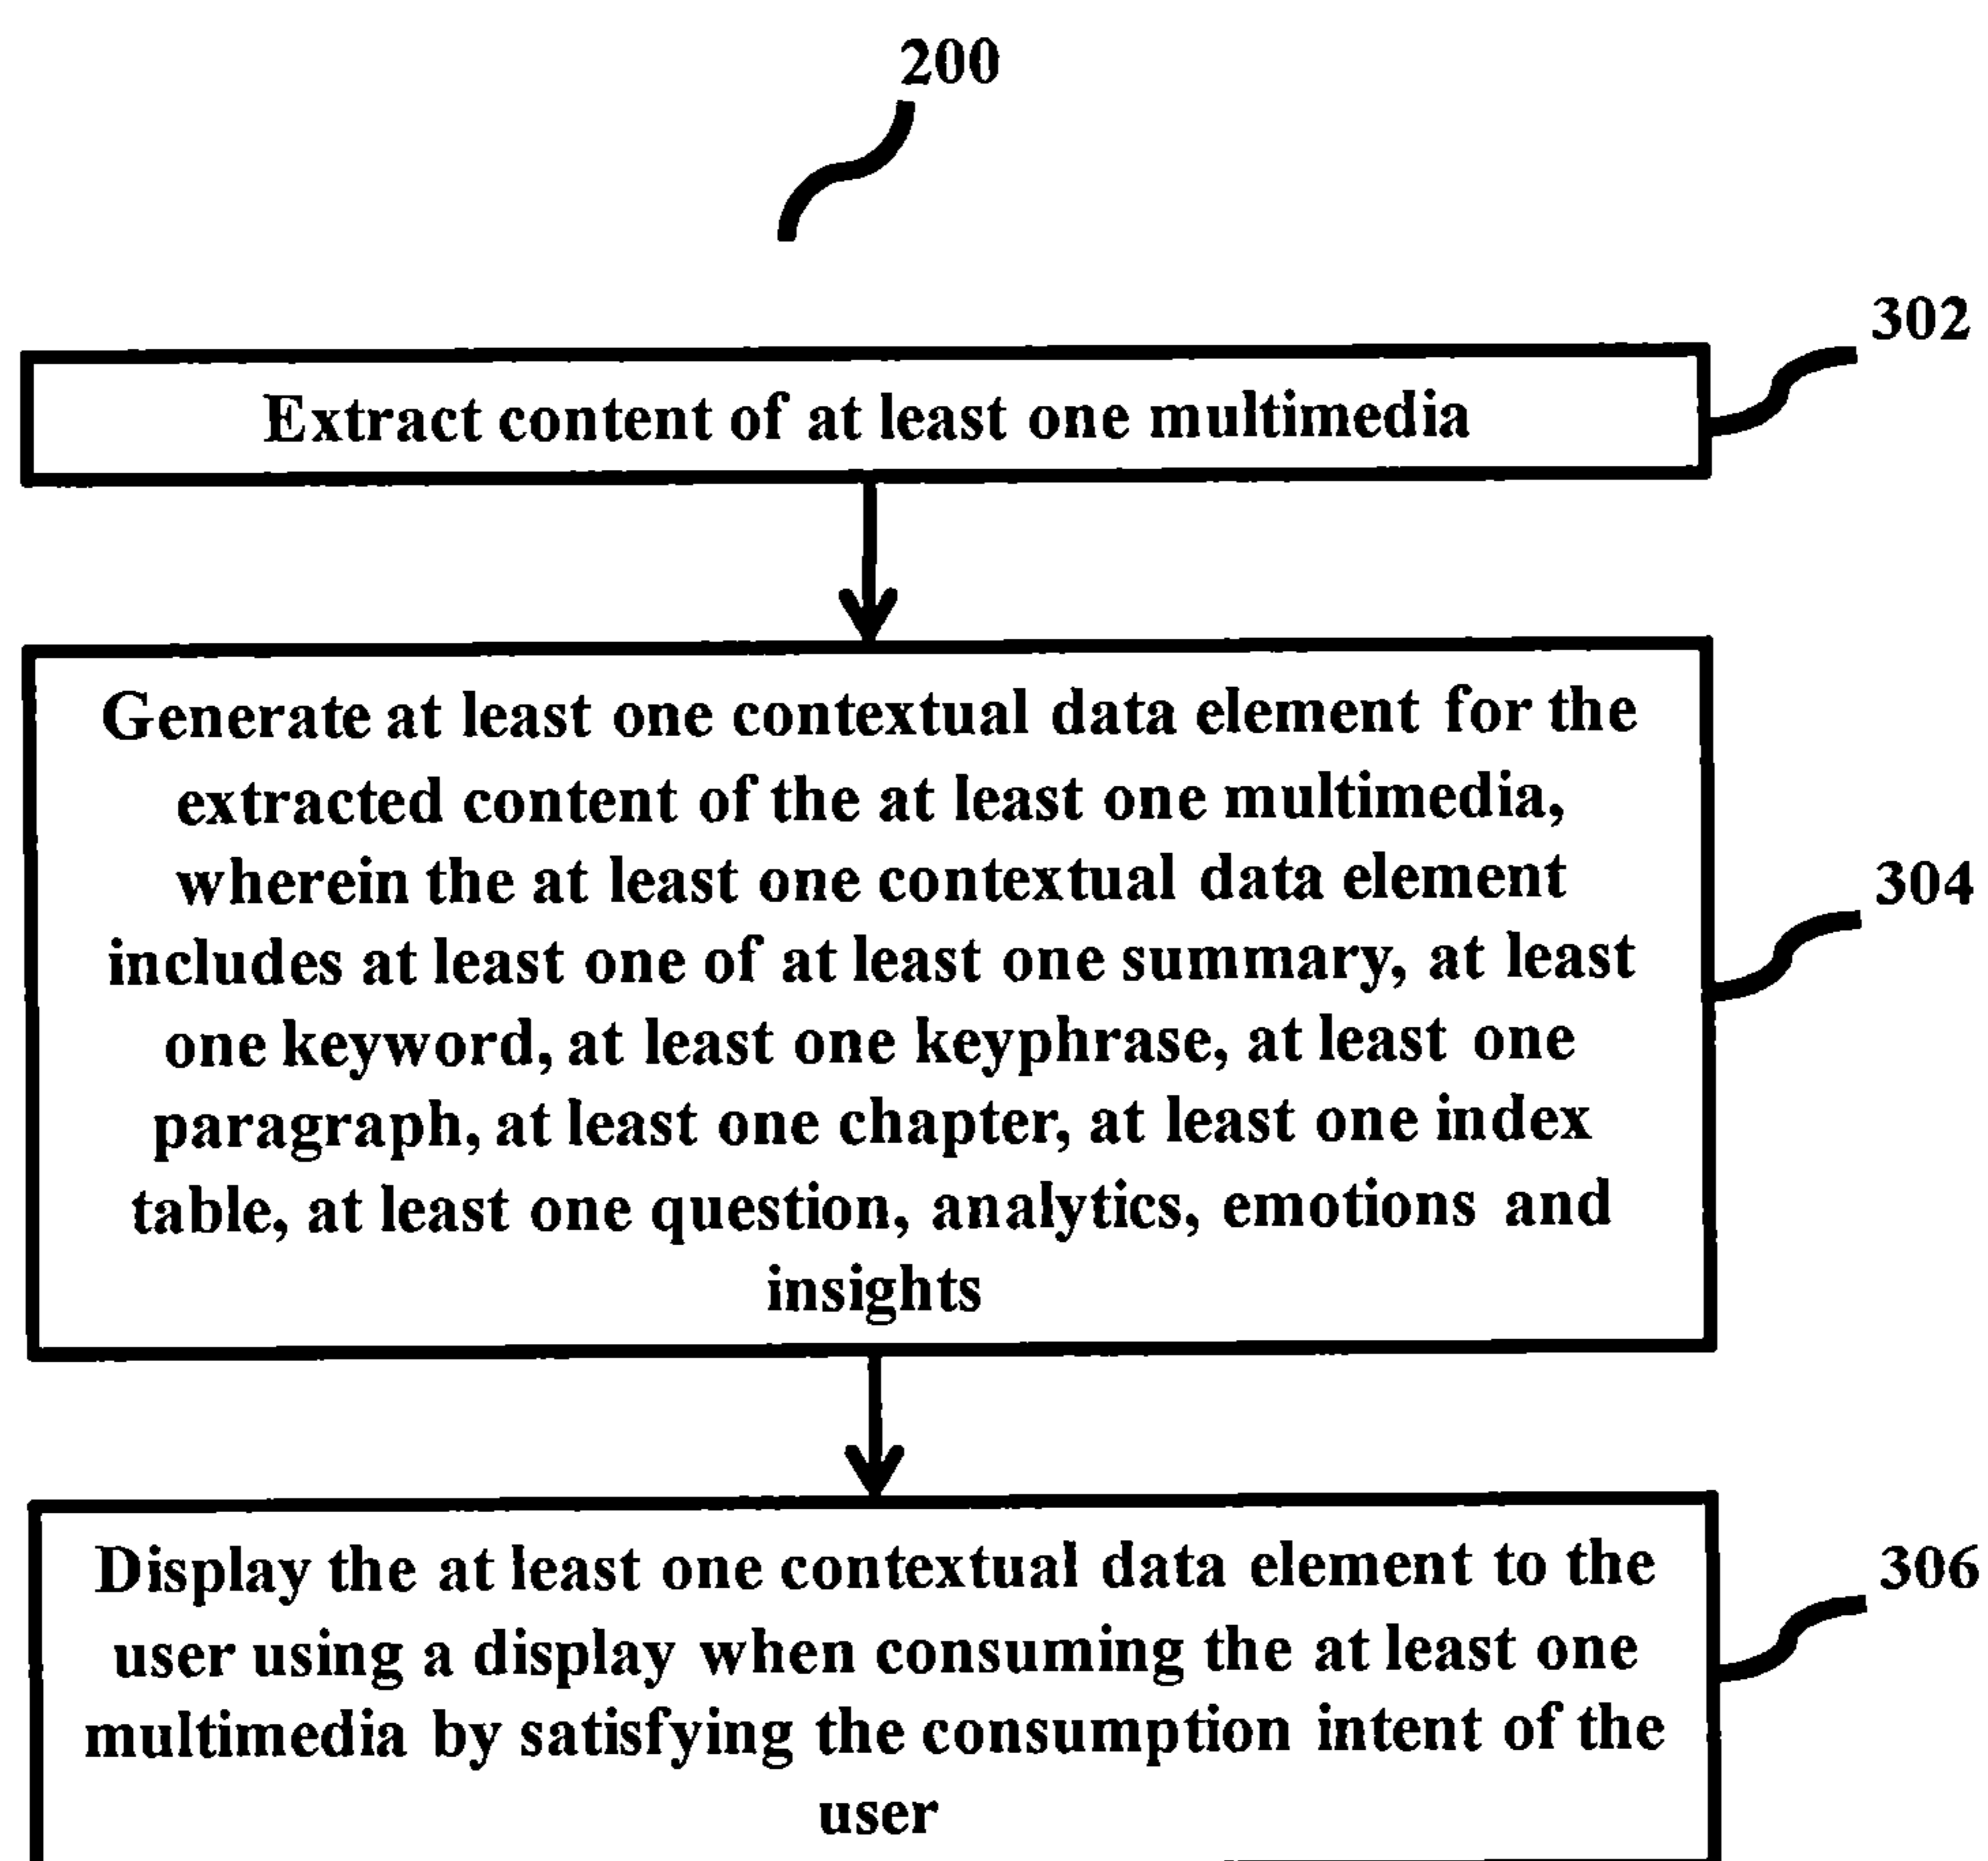 200
302
Extract content of at least one multimedia
Generate at least one contextual data element for the
extracted content of the at least one multimedia,
wherein the at least one contextual data element
304
includes at least one of at least one summary, at least
one keyword, at least one keyphrase, at least one
paragraph, at least one chapter, at least one index
table, at least one question, analytics, emotions and
insights
Display the at least one contextual data element to the
306
user using a display when consuming the at least one
multimedia by satisfying the consumption intent of the
user